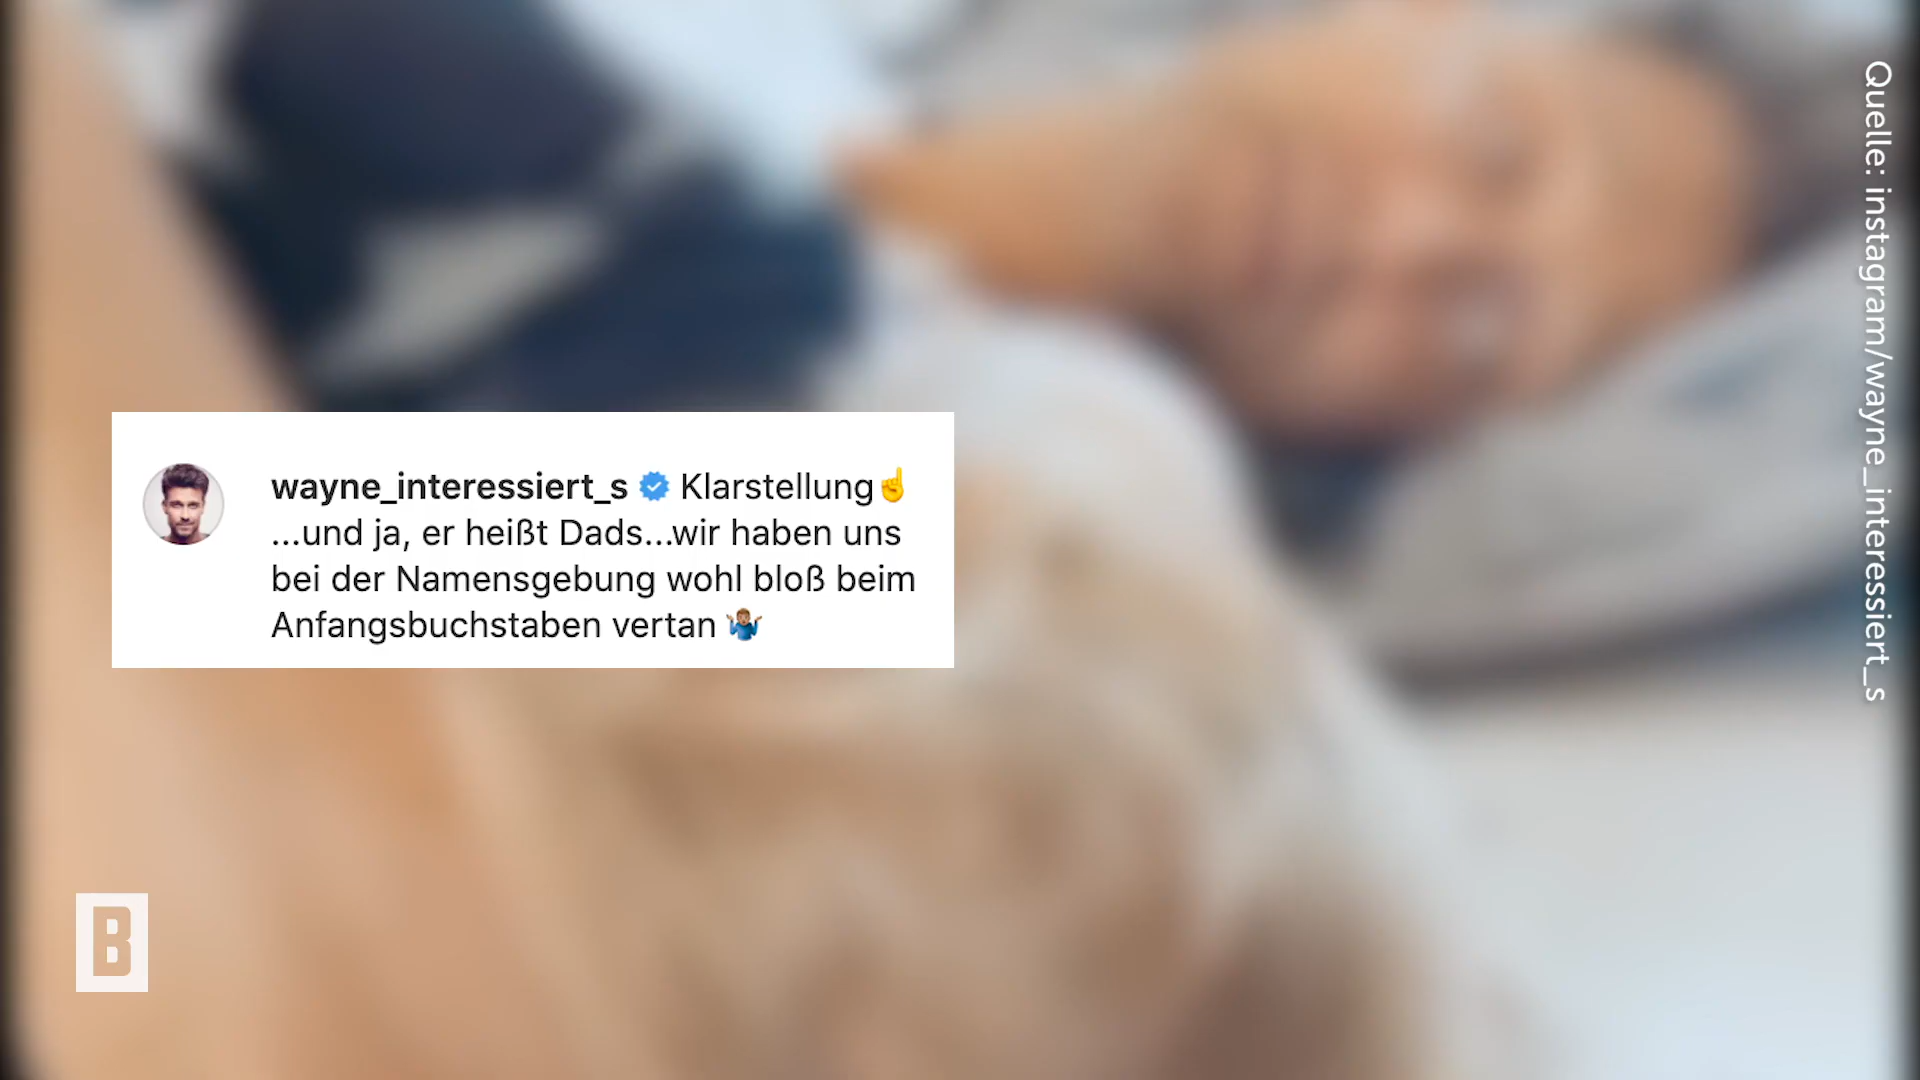 wayne_interessiert_s Klarstellung☝️
...und ja, er heißt Dads...wir haben uns
bei der Namensgebung wohl bloß beim
Anfangsbuchstaben vertan 🤷🏽‍♂️
Quelle: instagram/wayne_interessiert_s
B